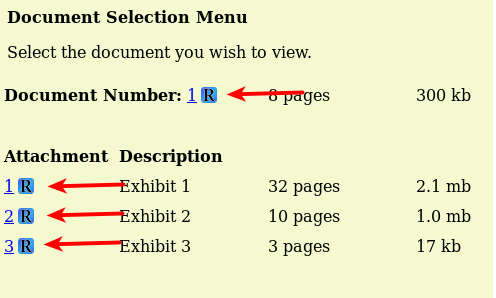 Document Selection Menu
Select the document you wish to view.
Document Number: 1 R 8 pages 300 kb
Attachment Description
1 R Exhibit 1 32 pages 2.1 mb
2 R Exhibit 2 10 pages 1.0 mb
3 R Exhibit 3 3 pages 17 kb